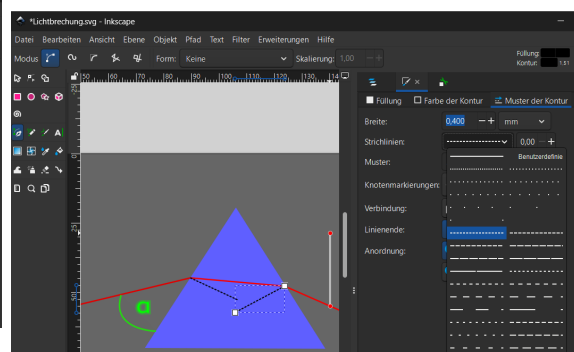 *Lichtbrechung.svg - Inkscape
Datei Bearbeiten Ansicht Ebene Objekt Pfad Text Filter Erweiterungen Hilfe
Modus Form: Keine Skalierung: 1,00 Füllung:
Kontur: 1.51
Füllung Farbe der Kontur Muster der Kontur
Breite: 0,400 mm
Strichlinien: 0,00
Muster: Benutzerdefinie
Knotenmarkierungen:
Verbindung:
Linienende:
Anordnung:
a